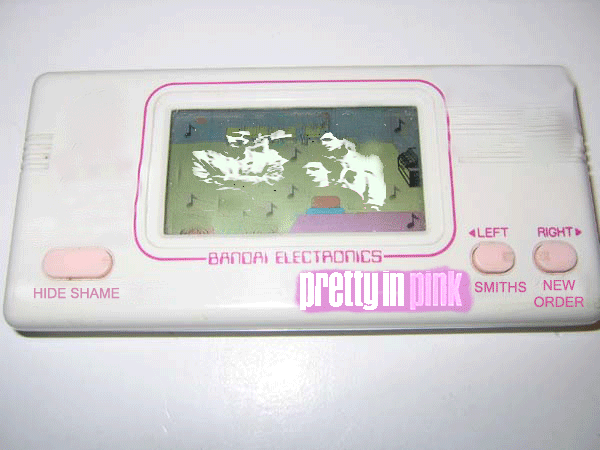 BANDAI ELECTRONICS
pretty in pink
◄LEFT
RIGHT►
HIDE SHAME
SMITHS
NEW
ORDER